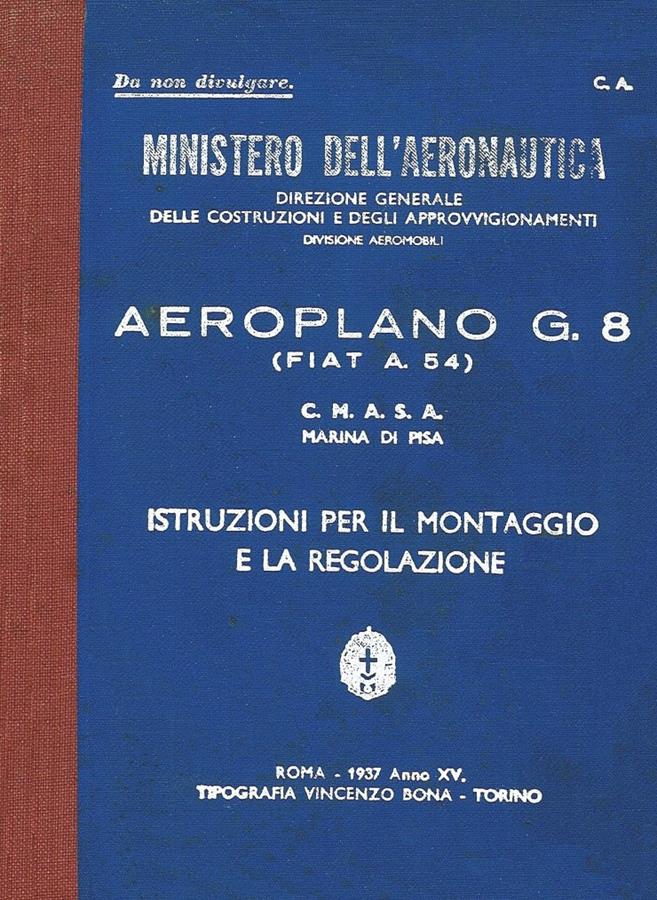 Da non divulgare.
C. A.
MINISTERO DELL'AERONAUTICA
DIREZIONE GENERALE
DELLE COSTRUZIONI E DEGLI APPROVVIGIONAMENTI
DIVISIONE AEROMOBILI
AEROPLANO G. 8
(FIAT A. 54)
C. M. A. S. A.
MARINA DI PISA
ISTRUZIONI PER IL MONTAGGIO
E LA REGOLAZIONE
ROMA - 1937 Anno XV.
TIPOGRAFIA VINCENZO BONA - TORINO